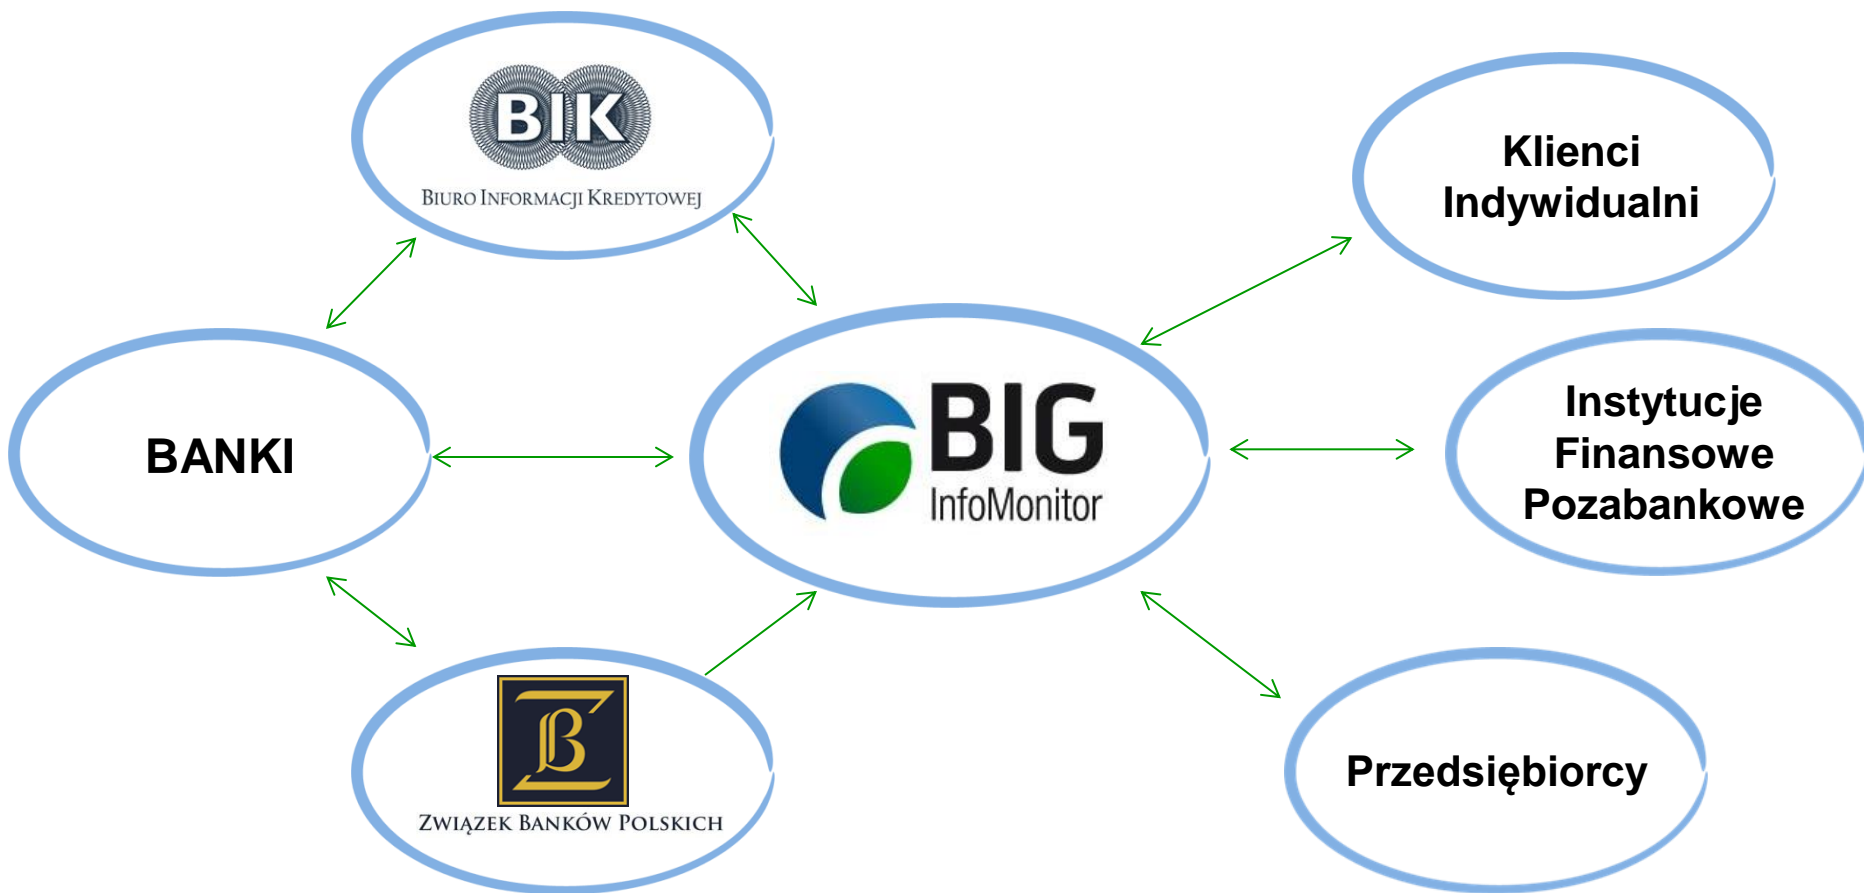 BIK
BIURO INFORMACJI KREDYTOWEJ
Klienci
Indywidualni
BANKI
BIG
InfoMonitor
Instytucje
Finansowe
Pozabankowe
ZB
ZWIĄZEK BANKÓW POLSKICH
Przedsiębiorcy